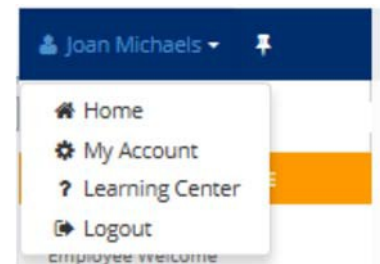 Joan Michaels
Home
My Account
? Learning Center
Logout
Employee Welcome